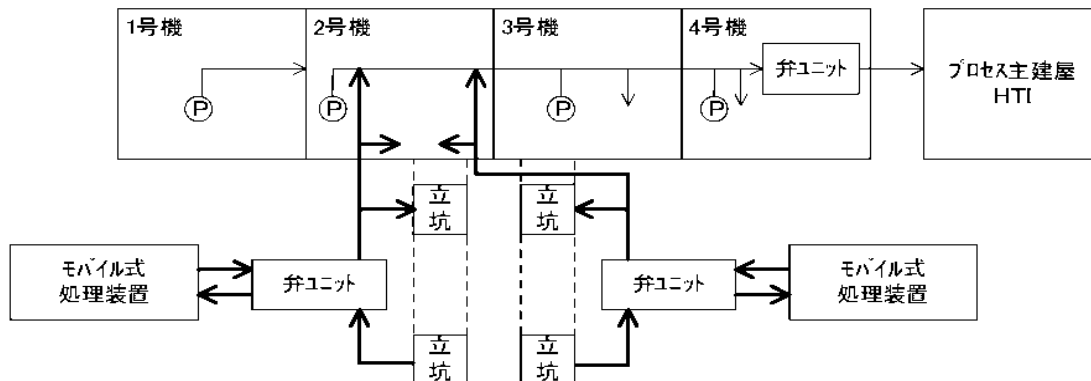 1号機
2号機
3号機
4号機
弁ユニット
プロセス主建屋
HTI
P
P
P
P
立
坑
立
坑
モバイル式
処理装置
弁ユニット
弁ユニット
モバイル式
処理装置
立
坑
立
坑